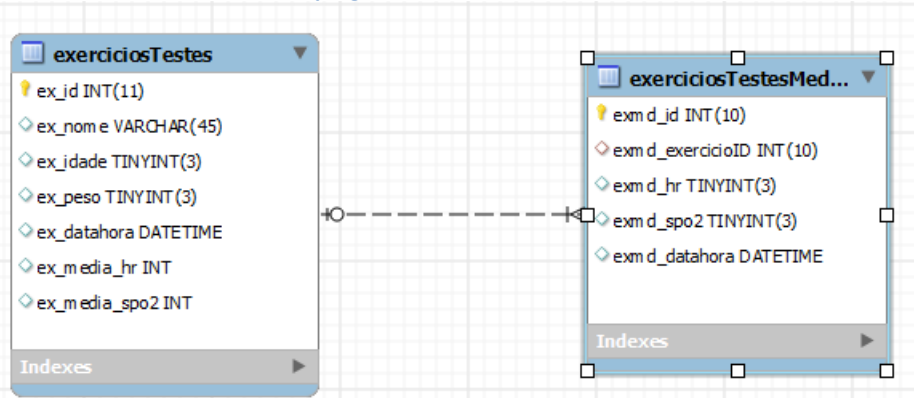 exerciciosTestes
ex_id INT(11)
ex_nome VARCHAR(45)
ex_idade TINYINT(3)
ex_peso TINYINT(3)
ex_datahora DATETIME
ex_media_hr INT
ex_media_spo2 INT
Indexes
exerciciosTestesMed...
exmd_id INT(10)
exmd_exercicioID INT(10)
exmd_hr TINYINT(3)
exmd_spo2 TINYINT(3)
exmd_datahora DATETIME
Indexes